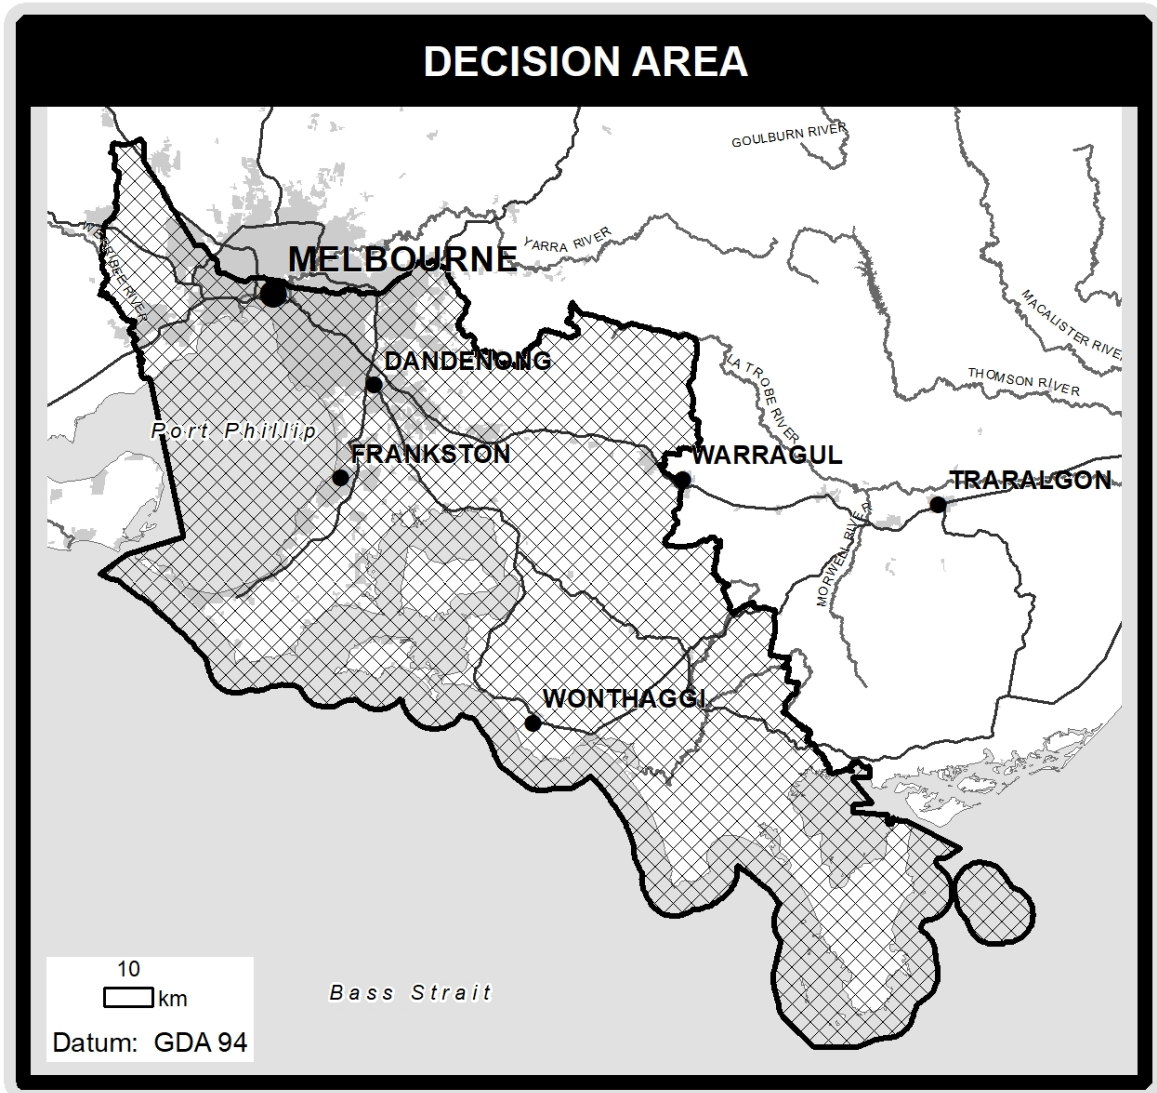 DECISION AREA
GOULBURN RIVER
YARRA RIVER
WERRIBEE RIVER
MELBOURNE
MACALISTER RIVER
DANDENONG
LA TROBE RIVER
THOMSON RIVER
Port Phillip
FRANKSTON
WARRAGUL
TRARALGON
MORWELL RIVER
WONTHAGGI
10
km
Bass Strait
Datum: GDA 94